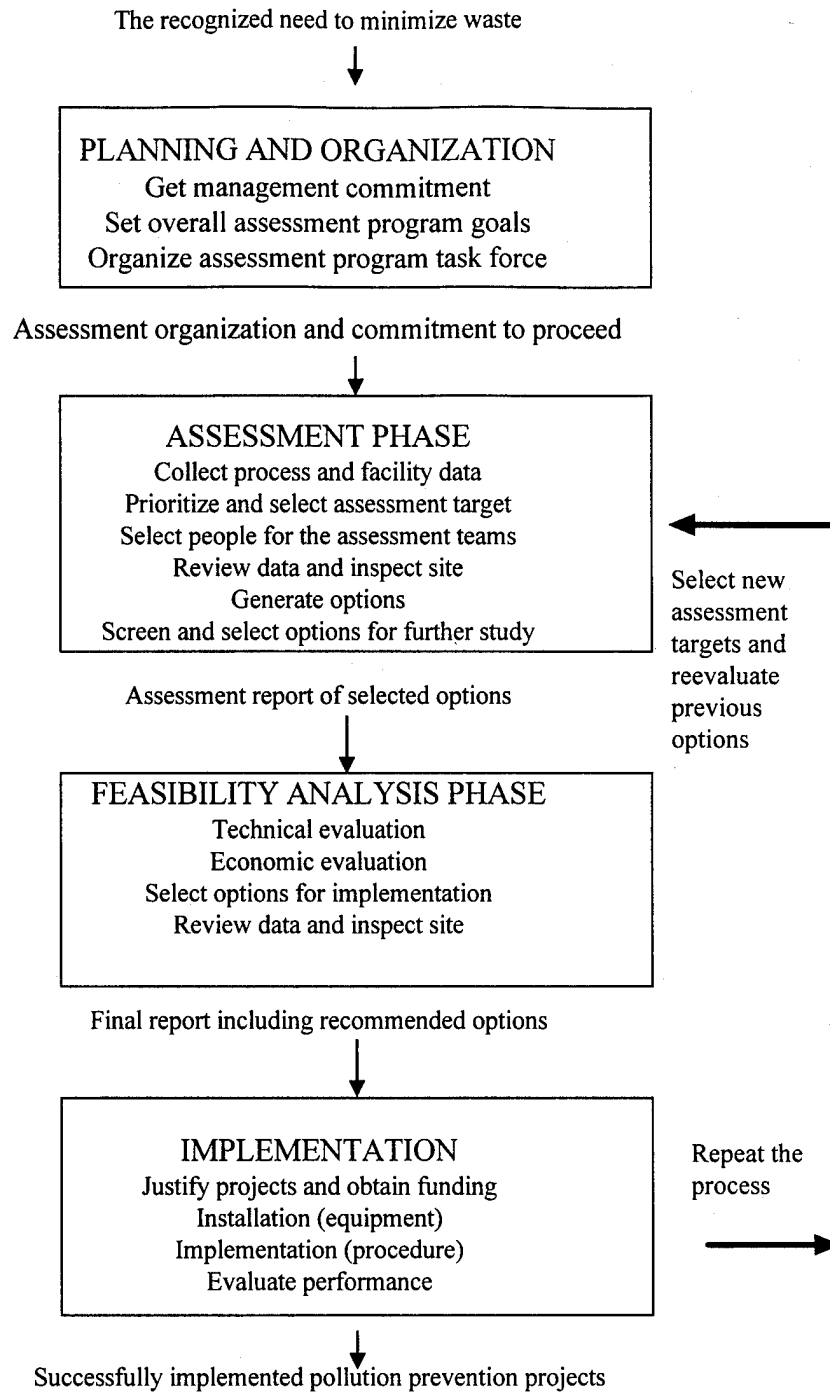 The recognized need to minimize waste
PLANNING AND ORGANIZATION
Get management commitment
Set overall assessment program goals
Organize assessment program task force
Assessment organization and commitment to proceed
ASSESSMENT PHASE
Collect process and facility data
Prioritize and select assessment target
Select people for the assessment teams
Review data and inspect site
Generate options
Screen and select options for further study
Select new
assessment
targets and
reevaluate
previous
options
Assessment report of selected options
FEASIBILITY ANALYSIS PHASE
Technical evaluation
Economic evaluation
Select options for implementation
Review data and inspect site
Final report including recommended options
IMPLEMENTATION
Justify projects and obtain funding
Installation (equipment)
Implementation (procedure)
Evaluate performance
Repeat the
process
Successfully implemented pollution prevention projects